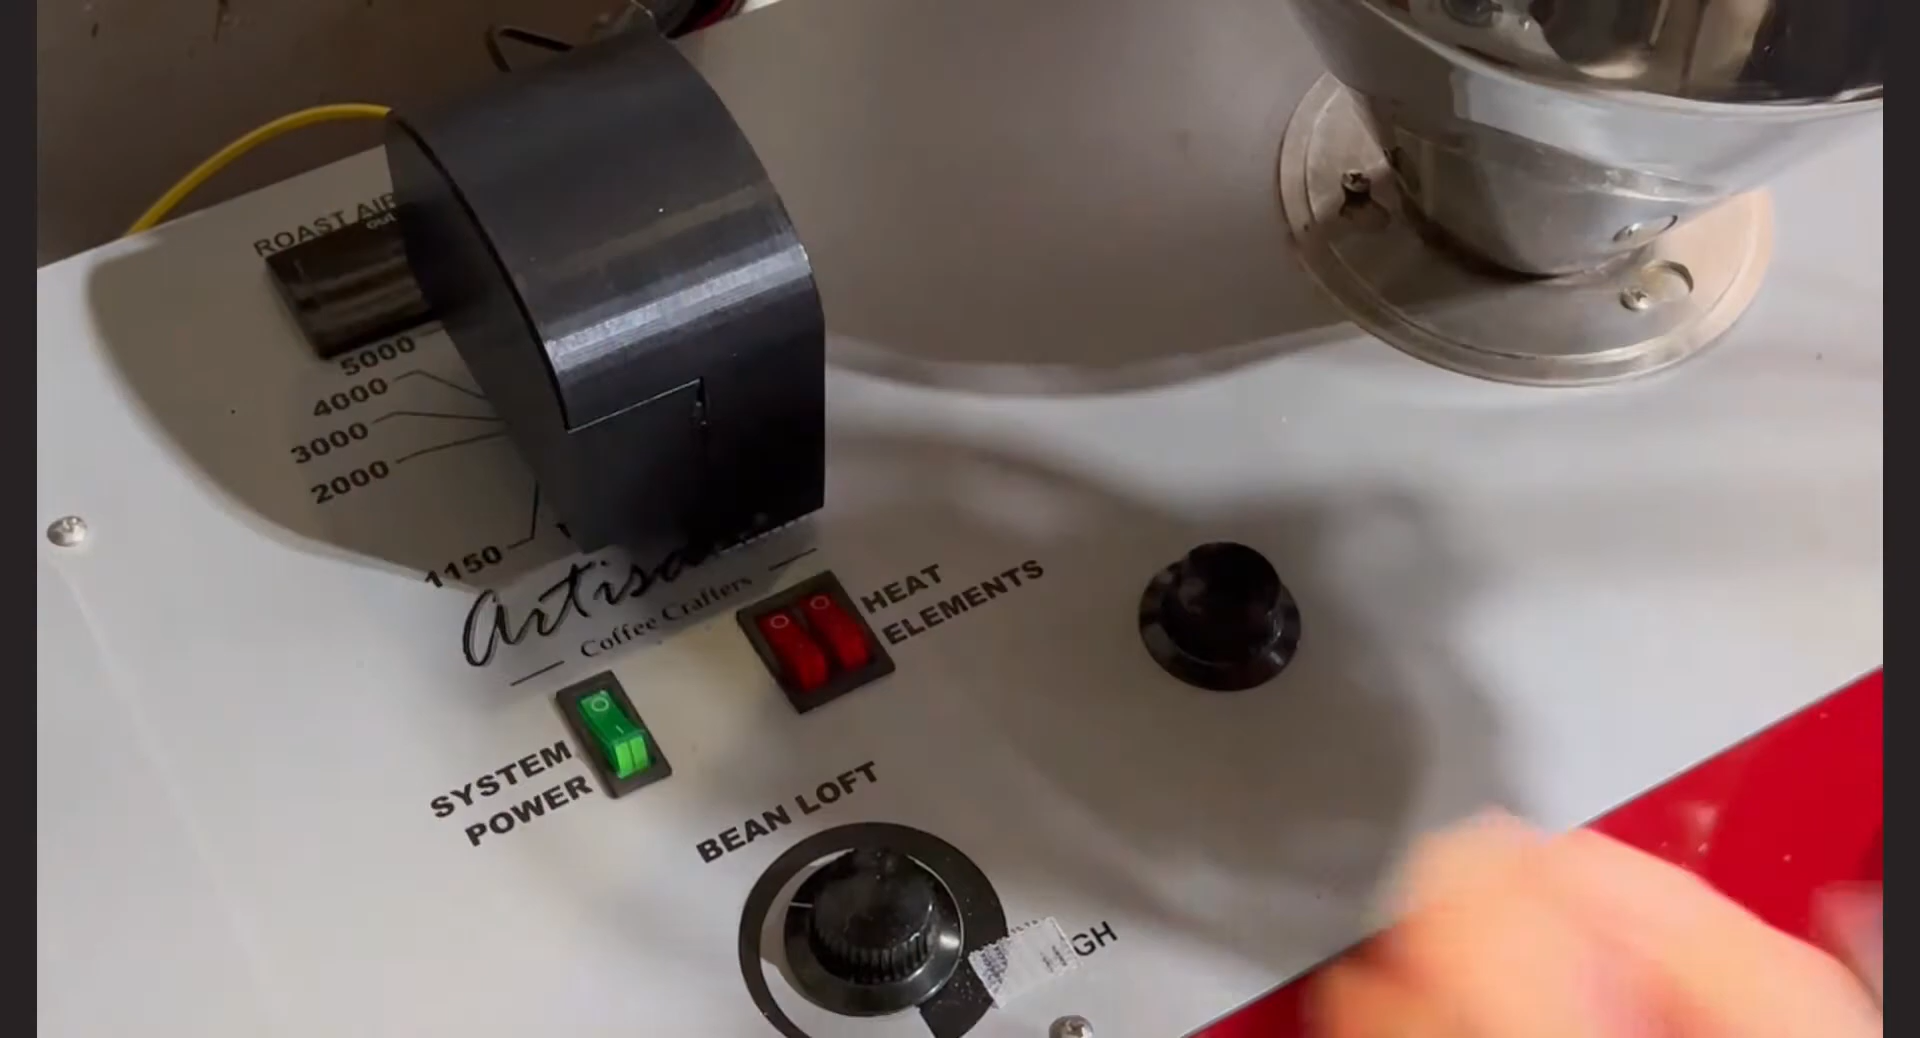 ROAST AIR
5000
4000
3000
2000
1150
Coffee Crafters
HEAT
ELEMENTS
SYSTEM
POWER
BEAN LOFT